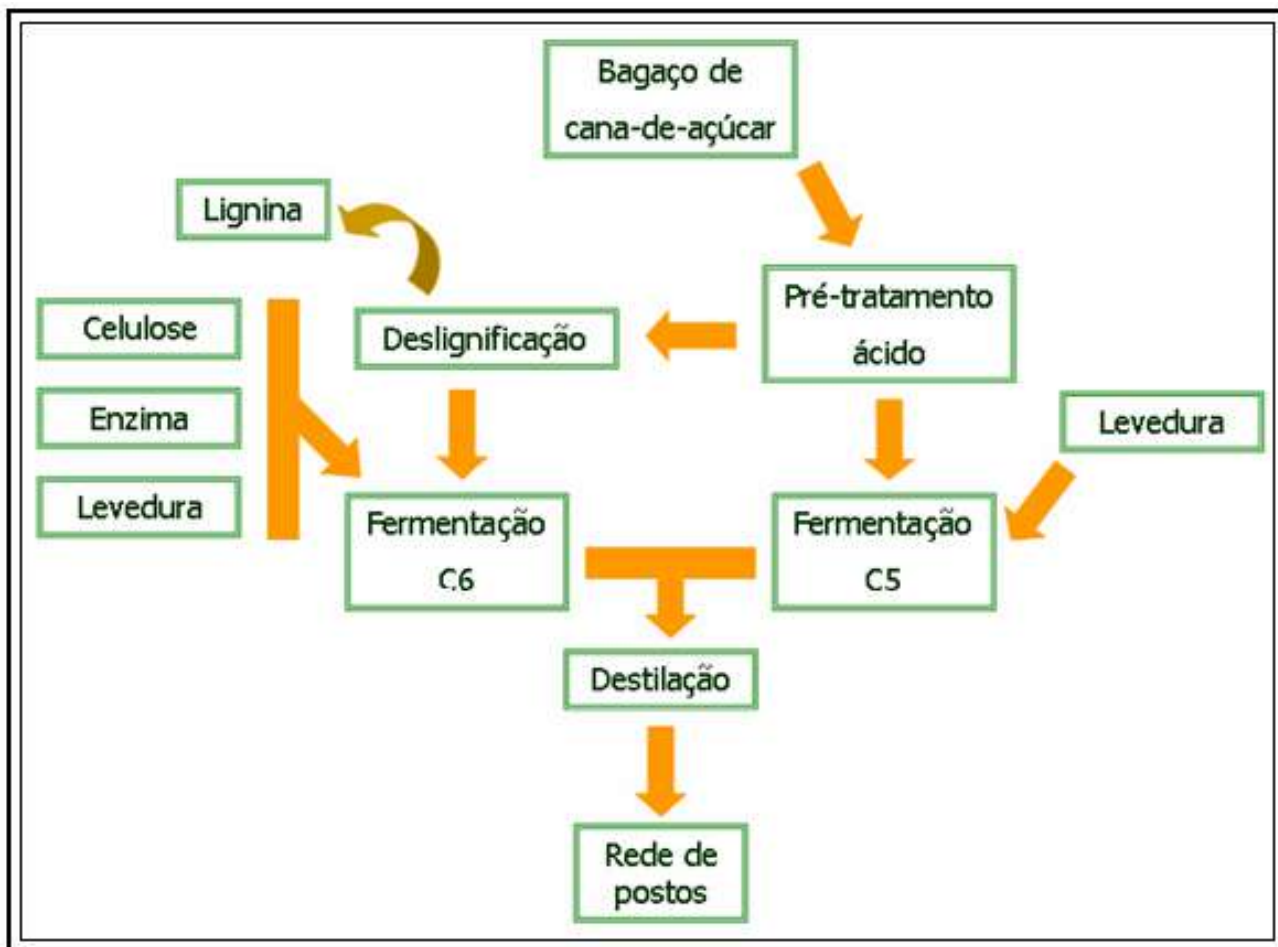 Bagaço de
cana-de-açúcar
Lignina
Pré-tratamento
ácido
Deslignificação
Celulose
Enzima
Levedura
Levedura
Fermentação
C6
Fermentação
C5
Destilação
Rede de
postos